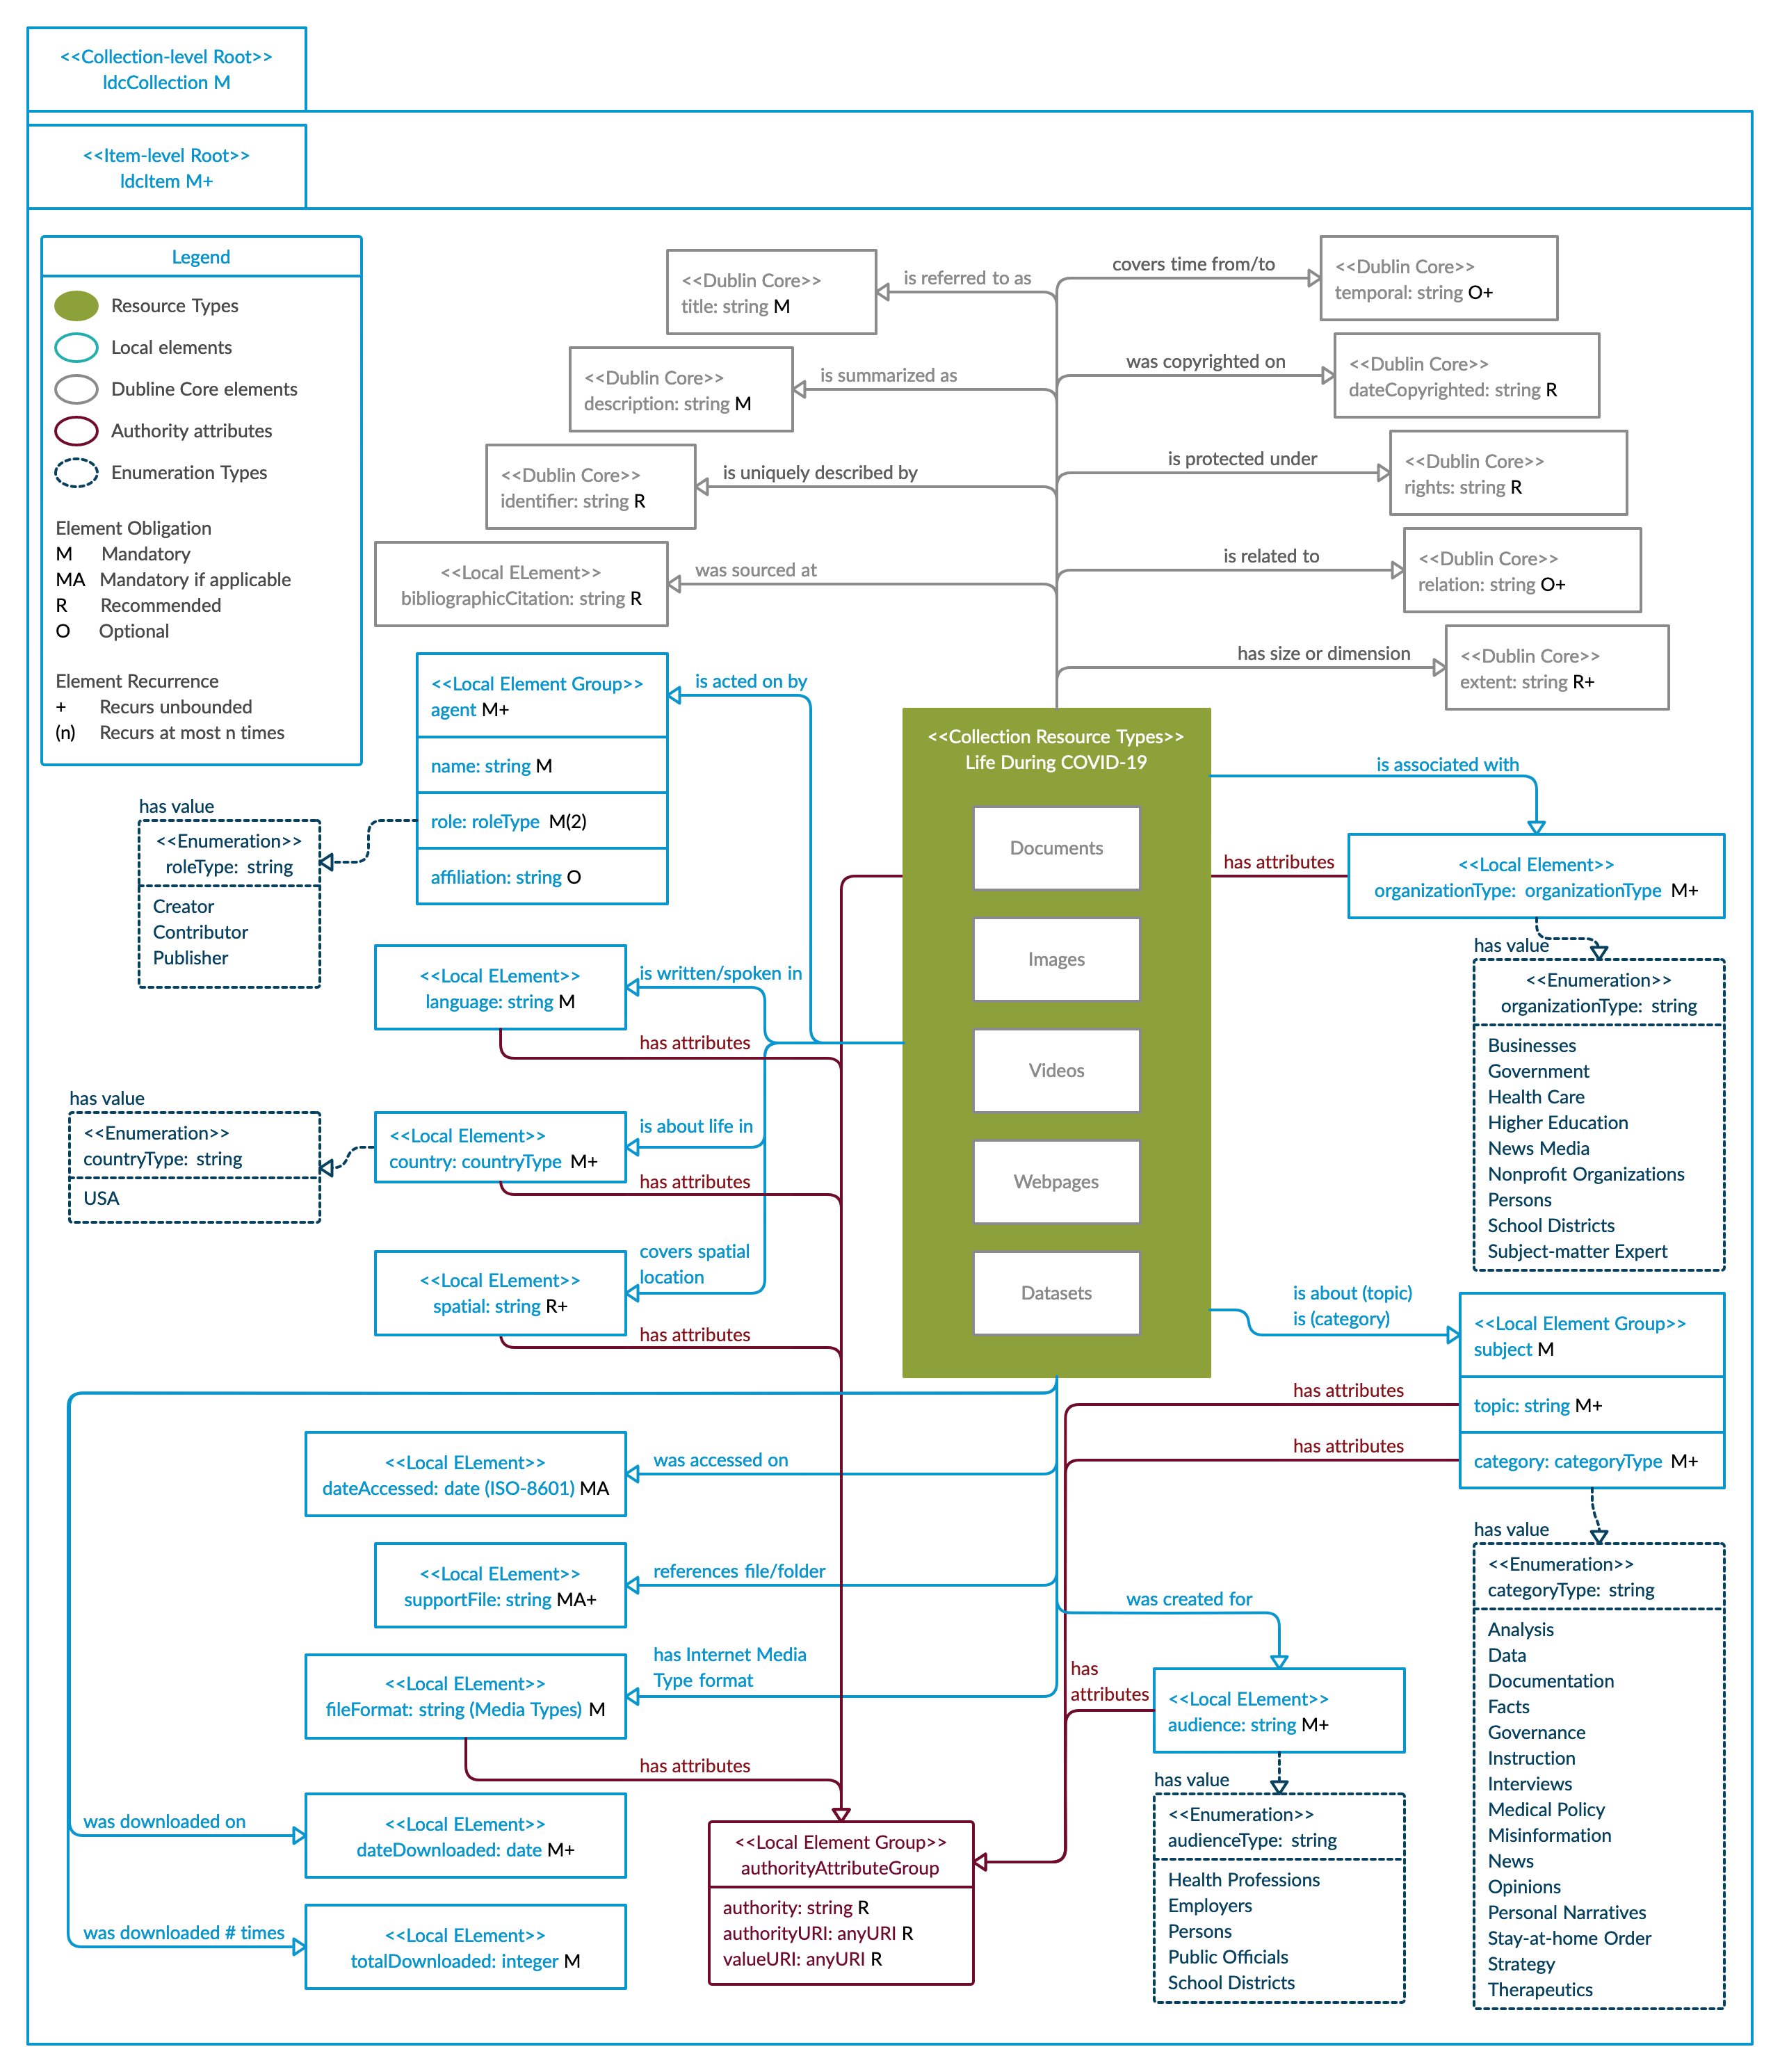 <<Collection-level Root>>
ldcCollection M
<<Item-level Root>>
ldcItem M+
Legend
Resource Types
Local elements
Dubline Core elements
Authority attributes
Enumeration Types
Element Obligation
M Mandatory
MA Mandatory if applicable
R Recommended
O Optional
Element Recurrence
+ Recurs unbounded
(n) Recurs at most n times
<<Dublin Core>>
title: string M
is referred to as
covers time from/to
<<Dublin Core>>
temporal: string O+
<<Dublin Core>>
description: string M
is summarized as
was copyrighted on
<<Dublin Core>>
dateCopyrighted: string R
<<Dublin Core>>
identifier: string R
is uniquely described by
is protected under
<<Dublin Core>>
rights: string R
<<Local ELement>>
bibliographicCitation: string R
was sourced at
is related to
<<Dublin Core>>
relation: string O+
has size or dimension
<<Dublin Core>>
extent: string R+
<<Local Element Group>>
agent M+
name: string M
role: roleType M(2)
affiliation: string O
is acted on by
has value
<<Enumeration>>
roleType: string
Creator
Contributor
Publisher
<<Collection Resource Types>>
Life During COVID-19
Documents
Images
Videos
Webpages
Datasets
is associated with
has attributes
<<Local Element>>
organizationType: organizationType M+
has value
<<Enumeration>>
organizationType: string
Businesses
Government
Health Care
Higher Education
News Media
Nonprofit Organizations
Persons
School Districts
Subject-matter Expert
<<Local ELement>>
language: string M
is written/spoken in
has attributes
has value
<<Enumeration>>
countryType: string
USA
<<Local Element>>
country: countryType M+
is about life in
has attributes
<<Local ELement>>
spatial: string R+
covers spatial
location
has attributes
is about (topic)
is (category)
<<Local Element Group>>
subject M
topic: string M+
category: categoryType M+
has attributes
has attributes
has value
<<Enumeration>>
categoryType: string
Analysis
Data
Documentation
Facts
Governance
Instruction
Interviews
Medical Policy
Misinformation
News
Opinions
Personal Narratives
Stay-at-home Order
Strategy
Therapeutics
<<Local ELement>>
dateAccessed: date (ISO-8601) MA
was accessed on
<<Local ELement>>
supportFile: string MA+
references file/folder
<<Local ELement>>
fileFormat: string (Media Types) M
has Internet Media
Type format
has attributes
was created for
has
attributes
<<Local ELement>>
audience: string M+
has value
<<Enumeration>>
audienceType: string
Health Professions
Employers
Persons
Public Officials
School Districts
was downloaded on
<<Local ELement>>
dateDownloaded: date M+
was downloaded # times
<<Local ELement>>
totalDownloaded: integer M
<<Local Element Group>>
authorityAttributeGroup
authority: string R
authorityURI: anyURI R
valueURI: anyURI R